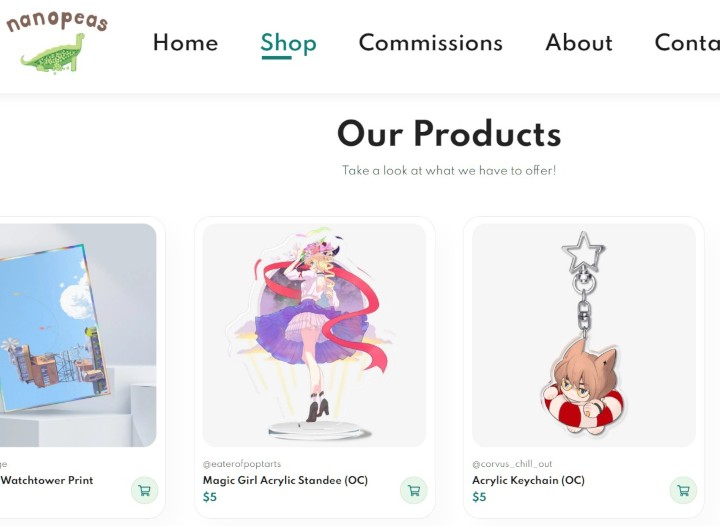 nanopeas
Home Shop Commissions About Conta
Our Products
Take a look at what we have to offer!
ge
Watchtower Print
@eaterofpoptarts
Magic Girl Acrylic Standee (OC)
$5
@corvus_chill_out
Acrylic Keychain (OC)
$5